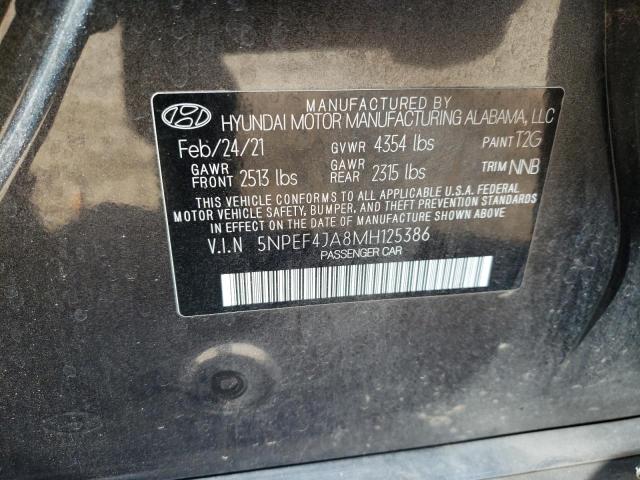 MANUFACTURED BY
HYUNDAI MOTOR MANUFACTURING ALABAMA, LLC
Feb/24/21 GVWR 4354 lbs PAINT T2G
GAWR FRONT 2513 lbs GAWR REAR 2315 lbs TRIM NNB
THIS VEHICLE CONFORMS TO ALL APPLICABLE U.S.A. FEDERAL
MOTOR VEHICLE SAFETY, BUMPER, AND THEFT PREVENTION STANDARDS
IN EFFECT ON THE DATE OF MANUFACTURE SHOWN ABOVE.
V.I.N 5NPEF4JA8MH125386
PASSENGER CAR